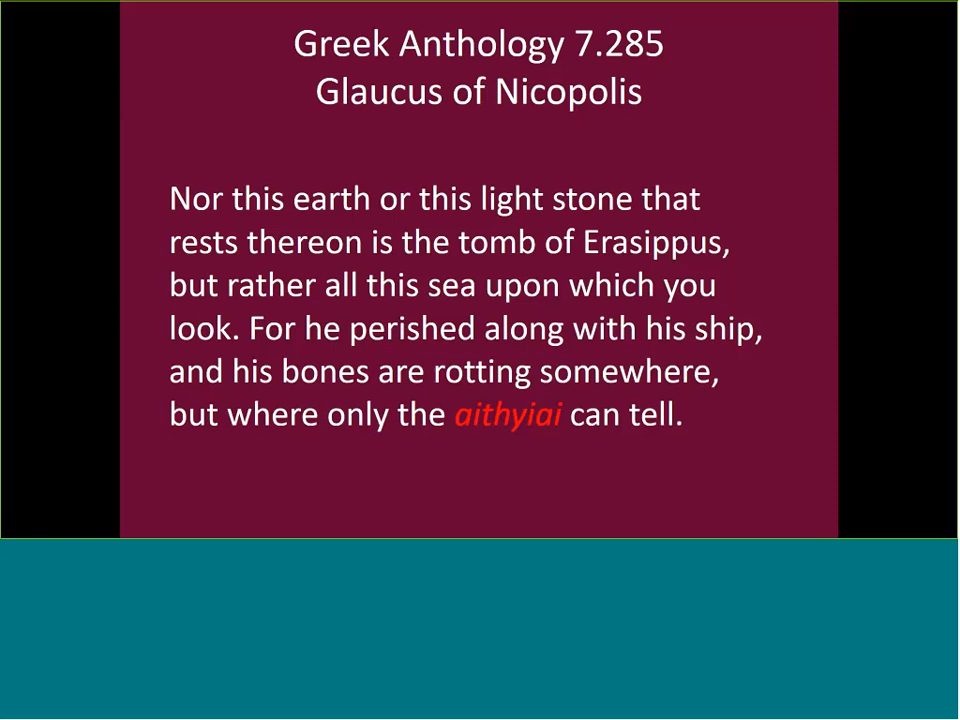 Greek Anthology 7.285
Glaucus of Nicopolis
Nor this earth or this light stone that
rests thereon is the tomb of Erasippus,
but rather all this sea upon which you
look. For he perished along with his ship,
and his bones are rotting somewhere,
but where only the aithyiai can tell.